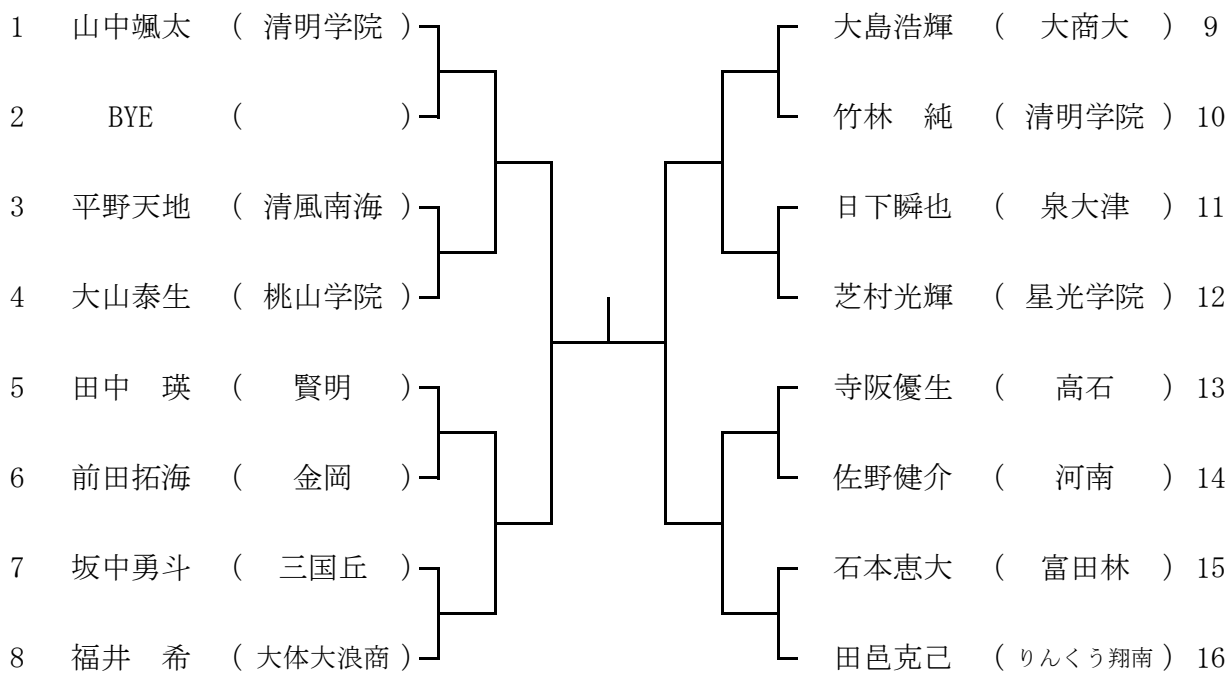 1 山中颯太 ( 清明学院 )
2 BYE ( )
3 平野天地 ( 清風南海 )
4 大山泰生 ( 桃山学院 )
5 田中　瑛 ( 賢明 )
6 前田拓海 ( 金岡 )
7 坂中勇斗 ( 三国丘 )
8 福井　希 ( 大体大浪商 )
大島浩輝 ( 大商大 ) 9
竹林　純 ( 清明学院 ) 10
日下瞬也 ( 泉大津 ) 11
芝村光輝 ( 星光学院 ) 12
寺阪優生 ( 高石 ) 13
佐野健介 ( 河南 ) 14
石本恵大 ( 富田林 ) 15
田邑克己 ( りんくう翔南 ) 16